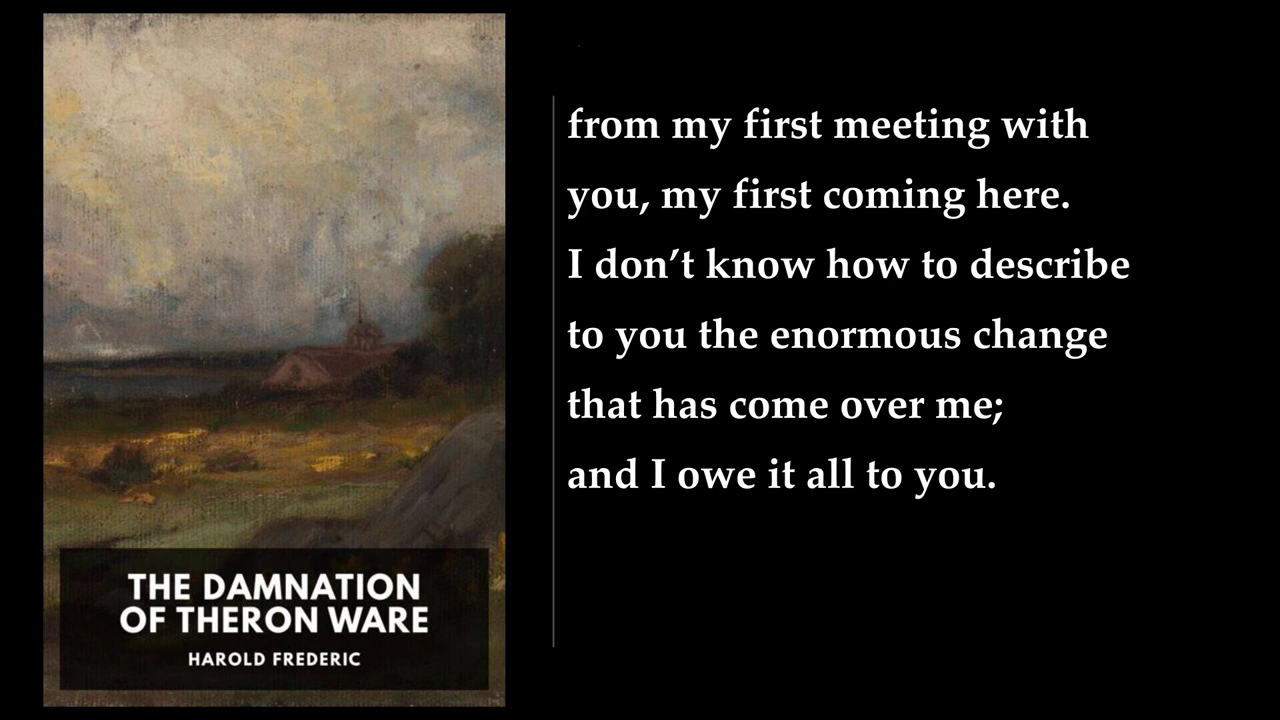 from my first meeting with
you, my first coming here.
I don’t know how to describe
to you the enormous change
that has come over me;
and I owe it all to you.
THE DAMNATION
OF THERON WARE
HAROLD FREDERIC